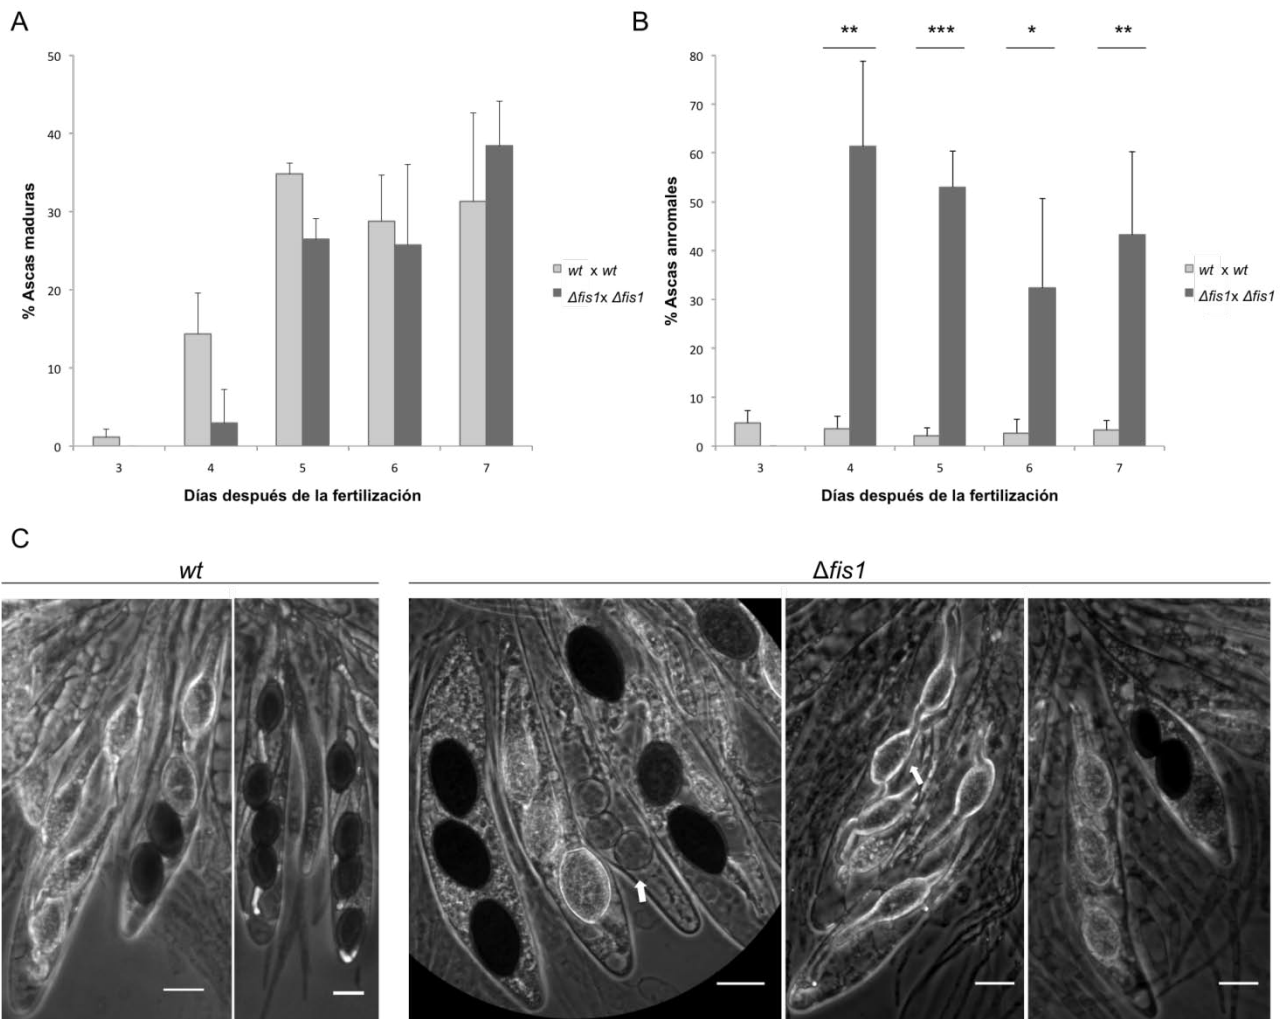 A
50
40
30
20
10
0
% Ascas maduras
3 4 5 6 7
Días después de la fertilización
wt x wt
Δfis1x Δfis1
B
** *** * **
80
70
60
50
40
30
20
10
0
% Ascas anromales
3 4 5 6 7
Días después de la fertilización
wt x wt
Δfis1x Δfis1
C
wt
Δfis1